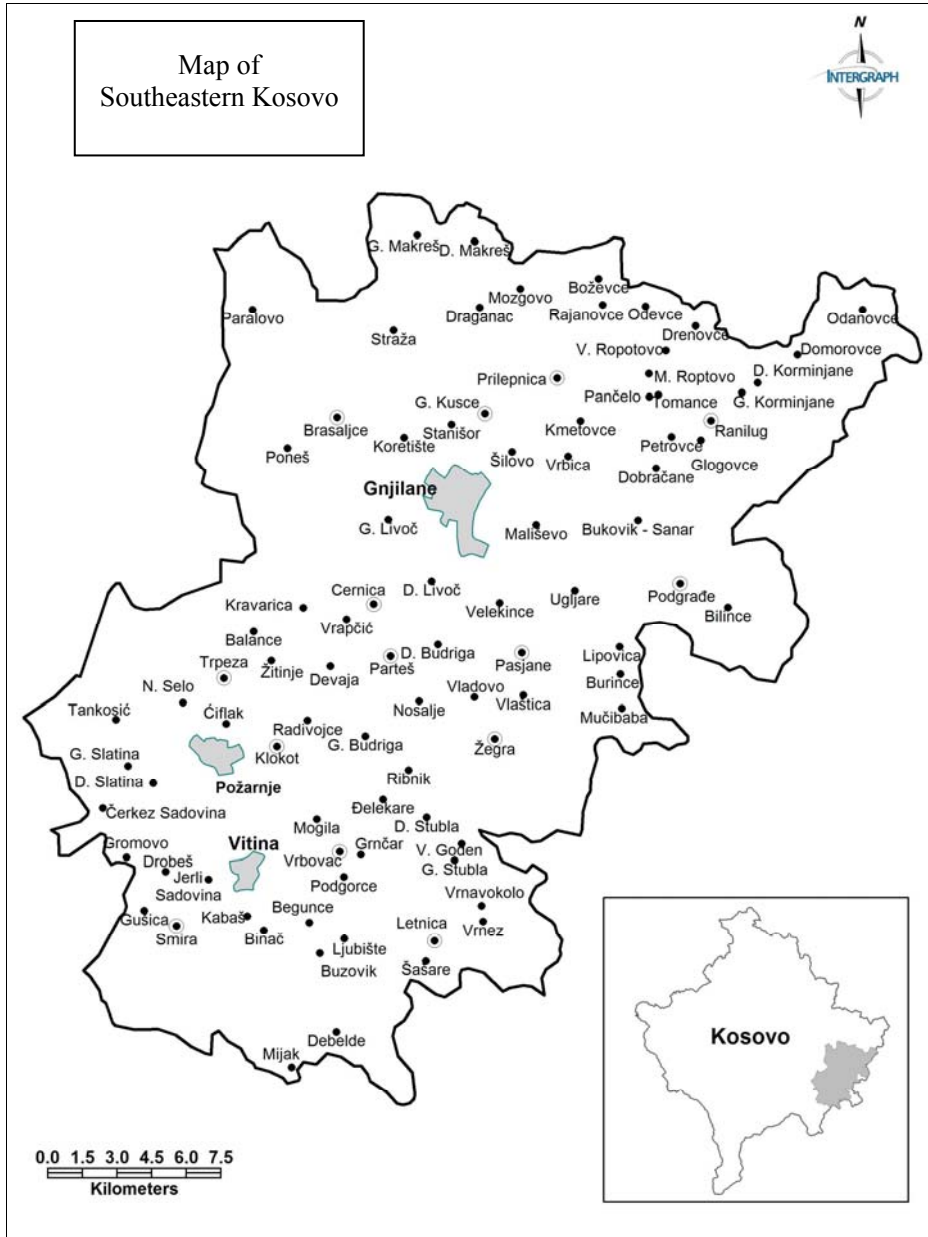 Map of
Southeastern Kosovo
N
INTERGRAPH
G. Makreš
D. Makreš
Mozgovo
Boževce
Paralovo
Draganac
Rajanovce
Odevce
Odanovce
Straža
Drenovce
V. Ropotovo
Domorovce
Prilepnica
M. Roptovo
D. Korminjane
G. Kusce
Pančelo
Tomance
G. Korminjane
Brasaljce
Stanišor
Kmetovce
Ranilug
Koretište
Petrovce
Poneš
Šilovo
Vrbica
Glogovce
Dobračane
Gnjilane
G. Livoč
Mališevo
Bukovik - Sanar
Cernica
D. Livoč
Ugljare
Podgrađe
Kravarica
Velekince
Bilince
Vrapčić
Balance
D. Budriga
Lipovica
Trpeza
Žitinje
Devaja
Parteš
Pasjane
Burince
N. Selo
Vladovo
Vlaštica
Tankosić
Ćiflak
Nosalje
Mučibaba
Radivojce
G. Budriga
Žegra
G. Slatina
Klokot
Ribnik
D. Slatina
Požarnje
Đelekare
Čerkez Sadovina
Mogila
D. Stubla
Vitina
Gromovo
Vrbovac
Grnčar
V. Goden
Drobeš
G. Stubla
Jerli
Sadovina
Podgorce
Vrnavokolo
Gušica
Kabaš
Begunce
Letnica
Vrnez
Smira
Binač
Ljubište
Buzovik
Šašare
Debelde
Mijak
Kosovo
0.0 1.5 3.0 4.5 6.0 7.5
Kilometers